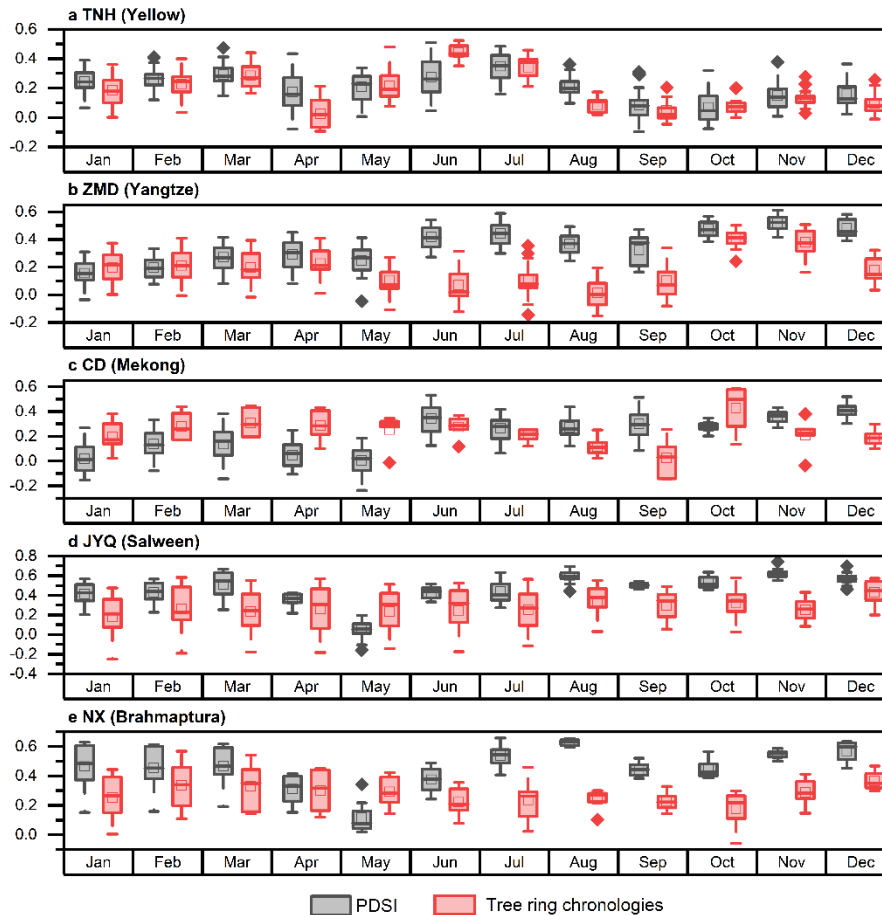 a TNH (Yellow)
0.6
0.4
0.2
0.0
-0.2
Jan Feb Mar Apr May Jun Jul Aug Sep Oct Nov Dec
b ZMD (Yangtze)
0.6
0.4
0.2
0.0
-0.2
Jan Feb Mar Apr May Jun Jul Aug Sep Oct Nov Dec
c CD (Mekong)
0.6
0.4
0.2
0.0
-0.2
Jan Feb Mar Apr May Jun Jul Aug Sep Oct Nov Dec
d JYQ (Salween)
0.8
0.6
0.4
0.2
0.0
-0.2
-0.4
Jan Feb Mar Apr May Jun Jul Aug Sep Oct Nov Dec
e NX (Brahmaptura)
0.6
0.4
0.2
0.0
Jan Feb Mar Apr May Jun Jul Aug Sep Oct Nov Dec
PDSI Tree ring chronologies